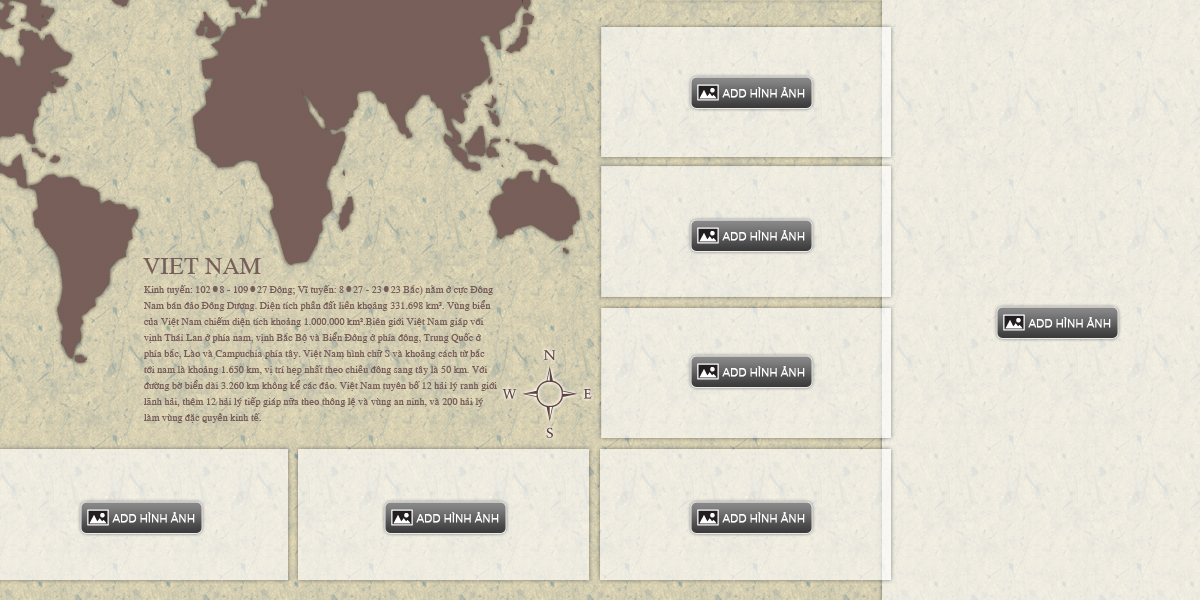 VIET NAM
Kinh tuyến: 102●8 - 109●27 Đông; Vĩ tuyến: 8●27 - 23●23 Bắc) nằm ở cực Đông
Nam bán đảo Đông Dương. Diện tích phần đất liền khoảng 331.698 km². Vùng biển
của Việt Nam chiếm diện tích khoảng 1.000.000 km².Biên giới Việt Nam giáp với
vịnh Thái Lan ở phía nam, vịnh Bắc Bộ và Biển Đông ở phía đông, Trung Quốc ở
phía bắc, Lào và Campuchia phía tây. Việt Nam hình chữ S và khoảng cách từ bắc
tới nam là khoảng 1.650 km, vị trí hẹp nhất theo chiều đông sang tây là 50 km. Với
đường bờ biển dài 3.260 km không kể các đảo. Việt Nam tuyên bố 12 hải lý ranh giới
lãnh hải, thêm 12 hải lý tiếp giáp nữa theo thông lệ và vùng an ninh, và 200 hải lý
làm vùng đặc quyền kinh tế.
N
W E
S
ADD HÌNH ẢNH
ADD HÌNH ẢNH
ADD HÌNH ẢNH
ADD HÌNH ẢNH
ADD HÌNH ẢNH
ADD HÌNH ẢNH
ADD HÌNH ẢNH